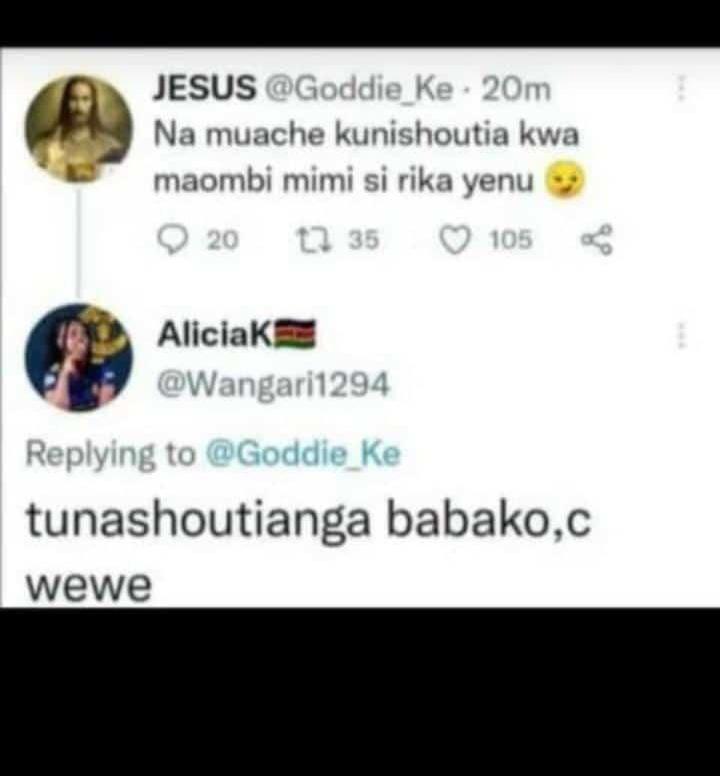 JESUS @Goddie_Ke · 20m
Na muache kunishoutia kwa
maombi mimi si rika yenu 😏
20 35 105
AliciaK🇰🇪
@Wangari1294
Replying to @Goddie_Ke
tunashoutianga babako,c
wewe